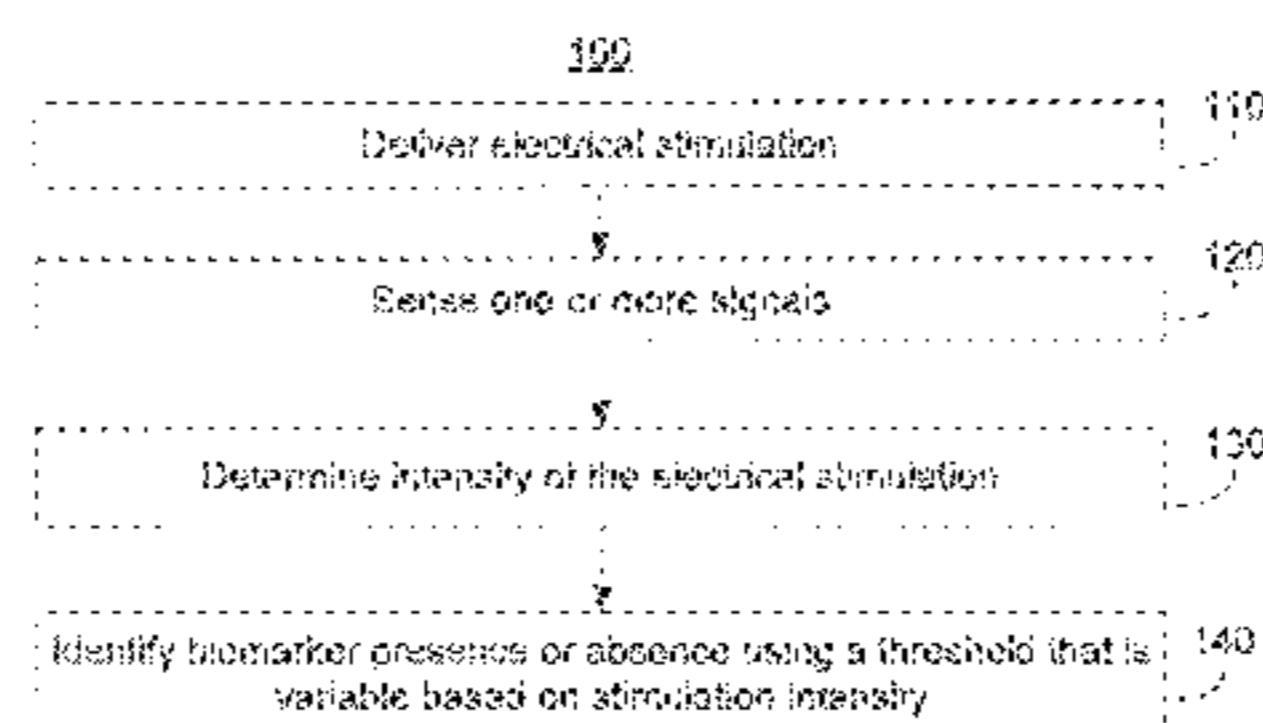 100
Deliver electrical stimulation
110
Sense one or more signals
120
Determine intensity of the electrical stimulation
130
Identify biomarker presence or absence using a threshold that is
variable based on stimulation intensity
140